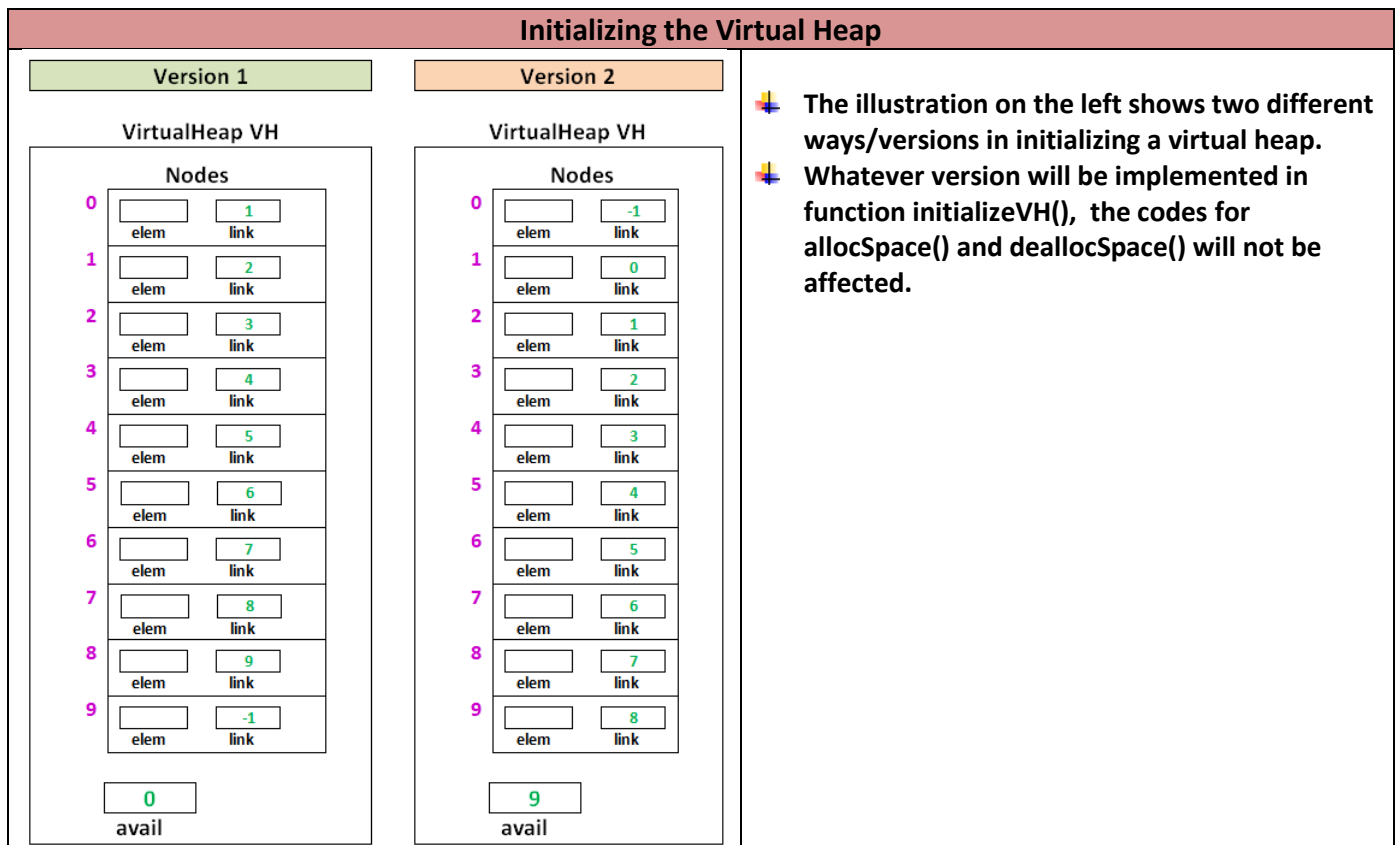 Initializing the Virtual Heap
Version 1
VirtualHeap VH
Nodes
0
1
elem link
1
2
elem link
2
3
elem link
3
4
elem link
4
5
elem link
5
6
elem link
6
7
elem link
7
8
elem link
8
9
elem link
9
-1
elem link
0
avail
Version 2
VirtualHeap VH
Nodes
0
-1
elem link
1
0
elem link
2
1
elem link
3
2
elem link
4
3
elem link
5
4
elem link
6
5
elem link
7
6
elem link
8
7
elem link
9
8
elem link
9
avail
The illustration on the left shows two different
ways/versions in initializing a virtual heap.
Whatever version will be implemented in
function initializeVH(), the codes for
allocSpace() and deallocSpace() will not be
affected.